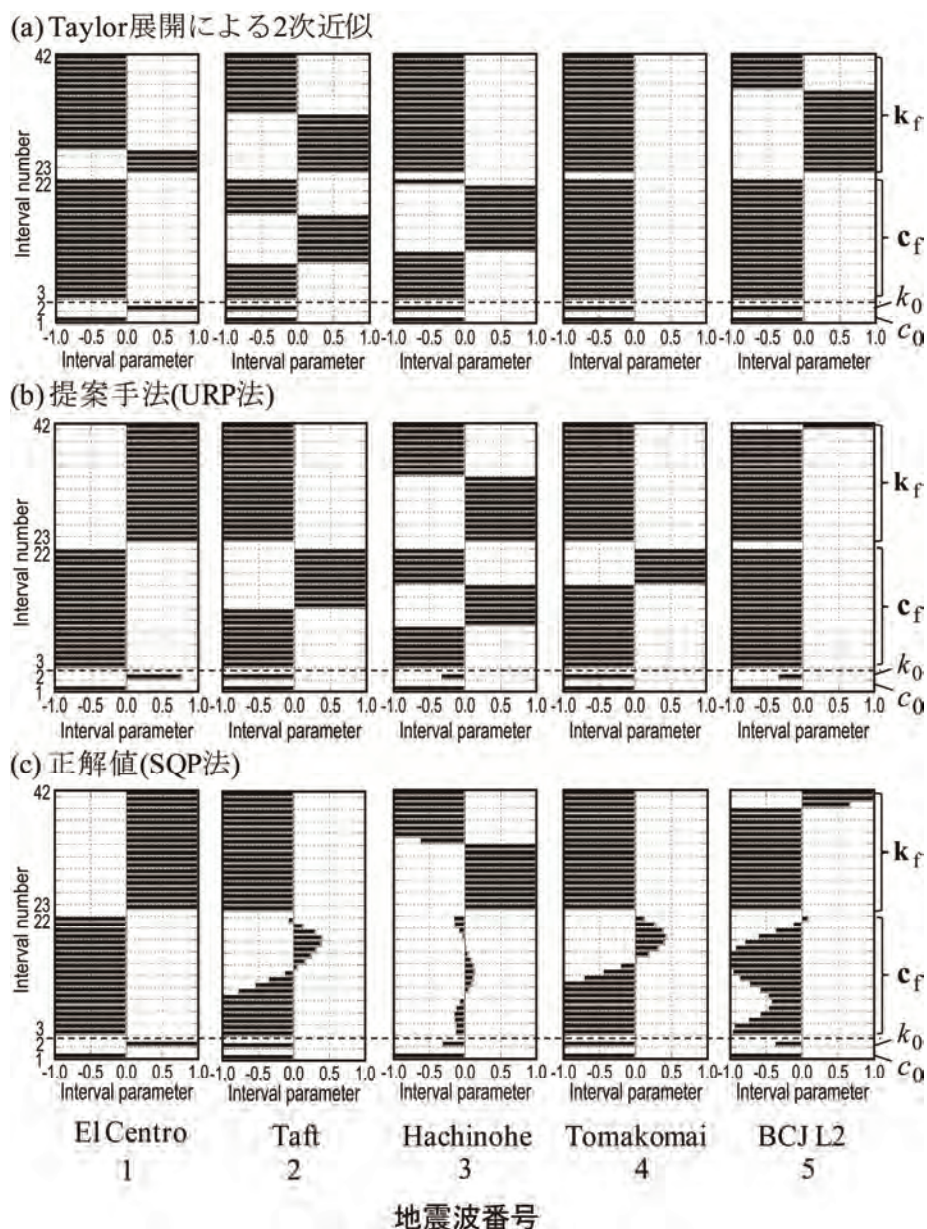 (a) Taylor展開による2次近似
42
23
22
3
2
1
Interval number
-1.0 -0.5 0.0 0.5 1.0
-1.0 -0.5 0.0 0.5 1.0
-1.0 -0.5 0.0 0.5 1.0
-1.0 -0.5 0.0 0.5 1.0
-1.0 -0.5 0.0 0.5 1.0
Interval parameter
Interval parameter
Interval parameter
Interval parameter
Interval parameter
k f
c f
k0
c0
(b) 提案手法(URP法)
42
23
22
3
2
1
Interval number
-1.0 -0.5 0.0 0.5 1.0
-1.0 -0.5 0.0 0.5 1.0
-1.0 -0.5 0.0 0.5 1.0
-1.0 -0.5 0.0 0.5 1.0
-1.0 -0.5 0.0 0.5 1.0
Interval parameter
Interval parameter
Interval parameter
Interval parameter
Interval parameter
k f
c f
k0
c0
(c) 正解値(SQP法)
42
23
22
3
2
1
Interval number
-1.0 -0.5 0.0 0.5 1.0
-1.0 -0.5 0.0 0.5 1.0
-1.0 -0.5 0.0 0.5 1.0
-1.0 -0.5 0.0 0.5 1.0
-1.0 -0.5 0.0 0.5 1.0
Interval parameter
Interval parameter
Interval parameter
Interval parameter
Interval parameter
k f
c f
k0
c0
El Centro Taft Hachinohe Tomakomai BCJ L2
1 2 3 4 5
地震波番号